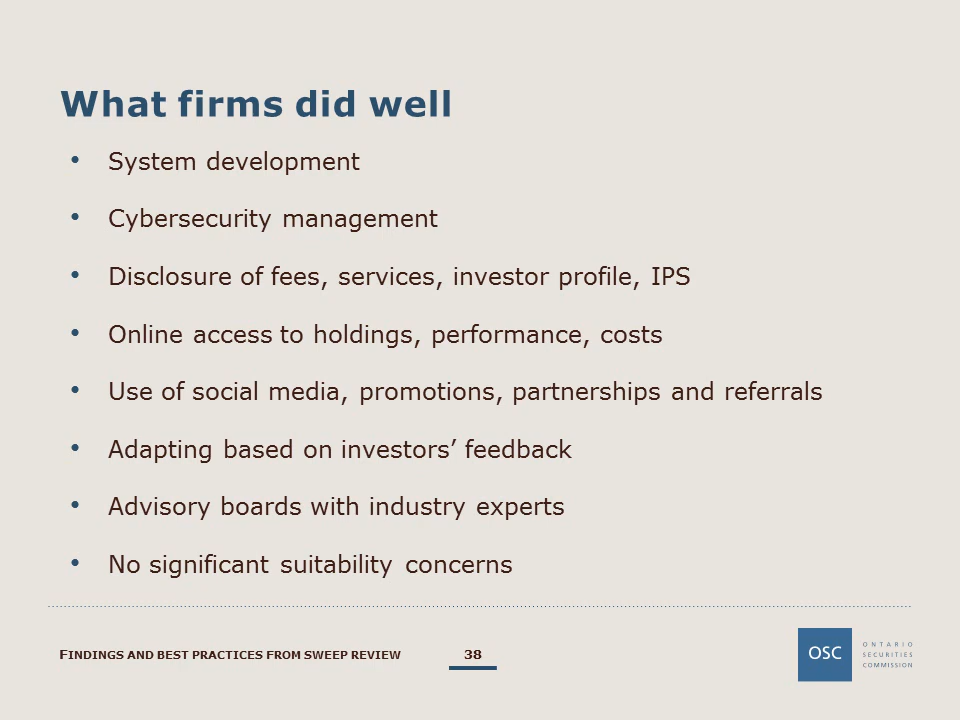 What firms did well
• System development
• Cybersecurity management
• Disclosure of fees, services, investor profile, IPS
• Online access to holdings, performance, costs
• Use of social media, promotions, partnerships and referrals
• Adapting based on investors’ feedback
• Advisory boards with industry experts
• No significant suitability concerns
FINDINGS AND BEST PRACTICES FROM SWEEP REVIEW 38
OSC
ONTARIO
SECURITIES
COMMISSION